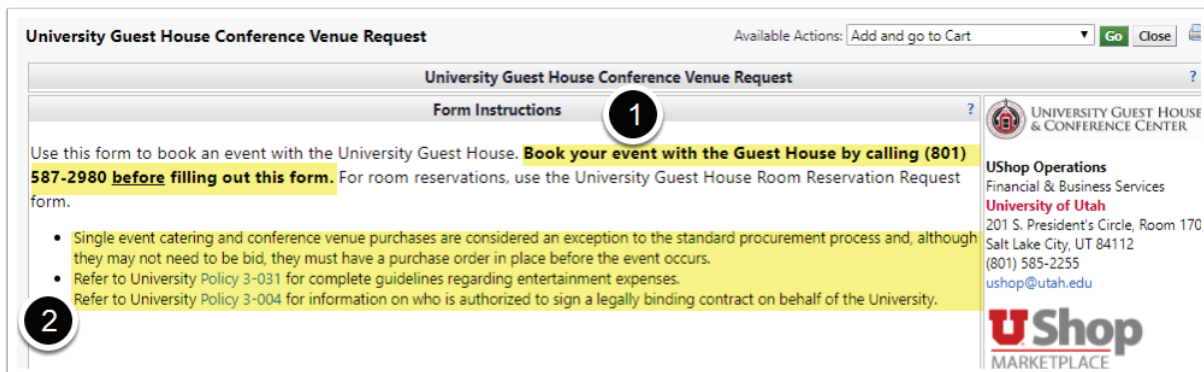 University Guest House Conference Venue Request
Available Actions: Add and go to Cart Go Close
University Guest House Conference Venue Request ?
Form Instructions ?
1
Use this form to book an event with the University Guest House. Book your event with the Guest House by calling (801)
587-2980 before filling out this form. For room reservations, use the University Guest House Room Reservation Request
form.
• Single event catering and conference venue purchases are considered an exception to the standard procurement process and, although
they may not need to be bid, they must have a purchase order in place before the event occurs.
• Refer to University Policy 3-031 for complete guidelines regarding entertainment expenses.
Refer to University Policy 3-004 for information on who is authorized to sign a legally binding contract on behalf of the University.
2
UNIVERSITY GUEST HOUSE
& CONFERENCE CENTER
UShop Operations
Financial & Business Services
University of Utah
201 S. President's Circle, Room 170
Salt Lake City, UT 84112
(801) 585-2255
ushop@utah.edu
UShop
MARKETPLACE